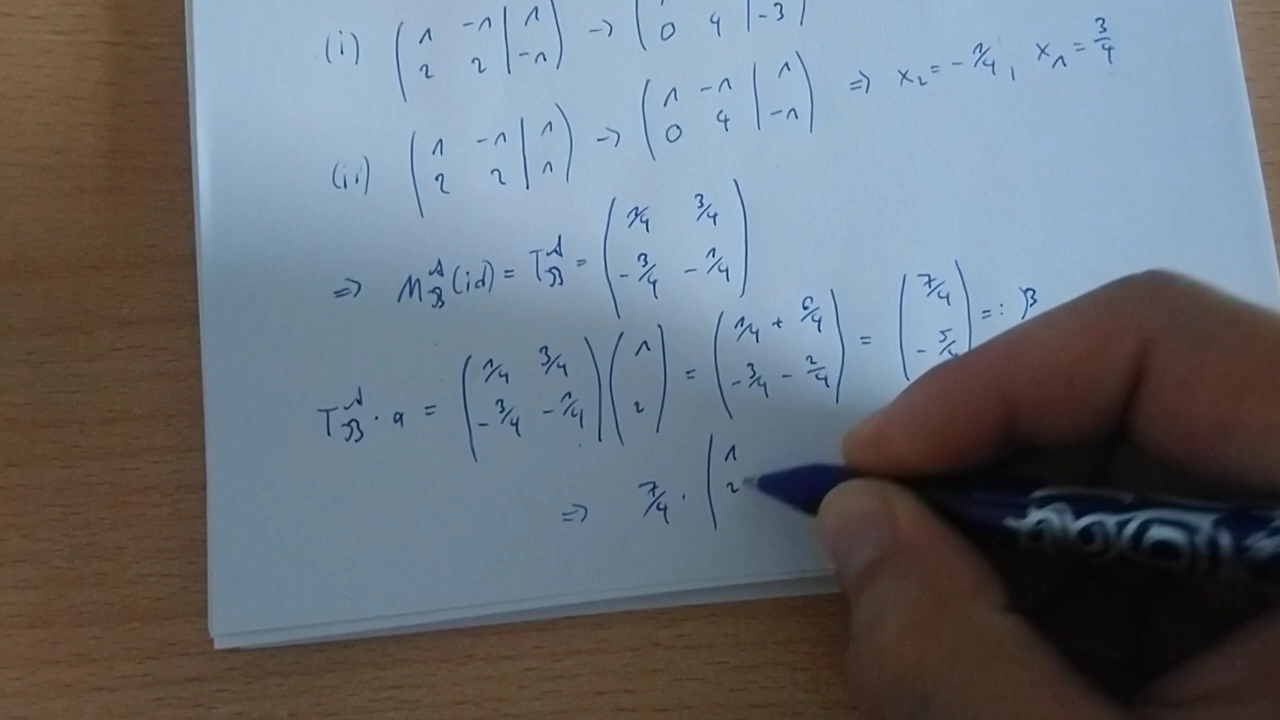 (i) ( 1 -1 | 1 ; 2 2 | -1 ) -> ( 0 4 | -3 )
(ii) ( 1 -1 | 1 ; 2 2 | 1 ) -> ( 1 -1 | 1 ; 0 4 | -1 ) => x₂ = -1/4, x₁ = 3/4
=> M^A_B(id) = T^A_B = ( 1/4 3/4 ; -3/4 -1/4 )
T^A_B · a = ( 1/4 3/4 ; -3/4 -1/4 ) ( 1 ; 2 ) = ( 1/4 + 6/4 ; -3/4 - 2/4 ) = ( 7/4 ; -5/4 ) =: β
=> 7/4 · ( 1 ; 2